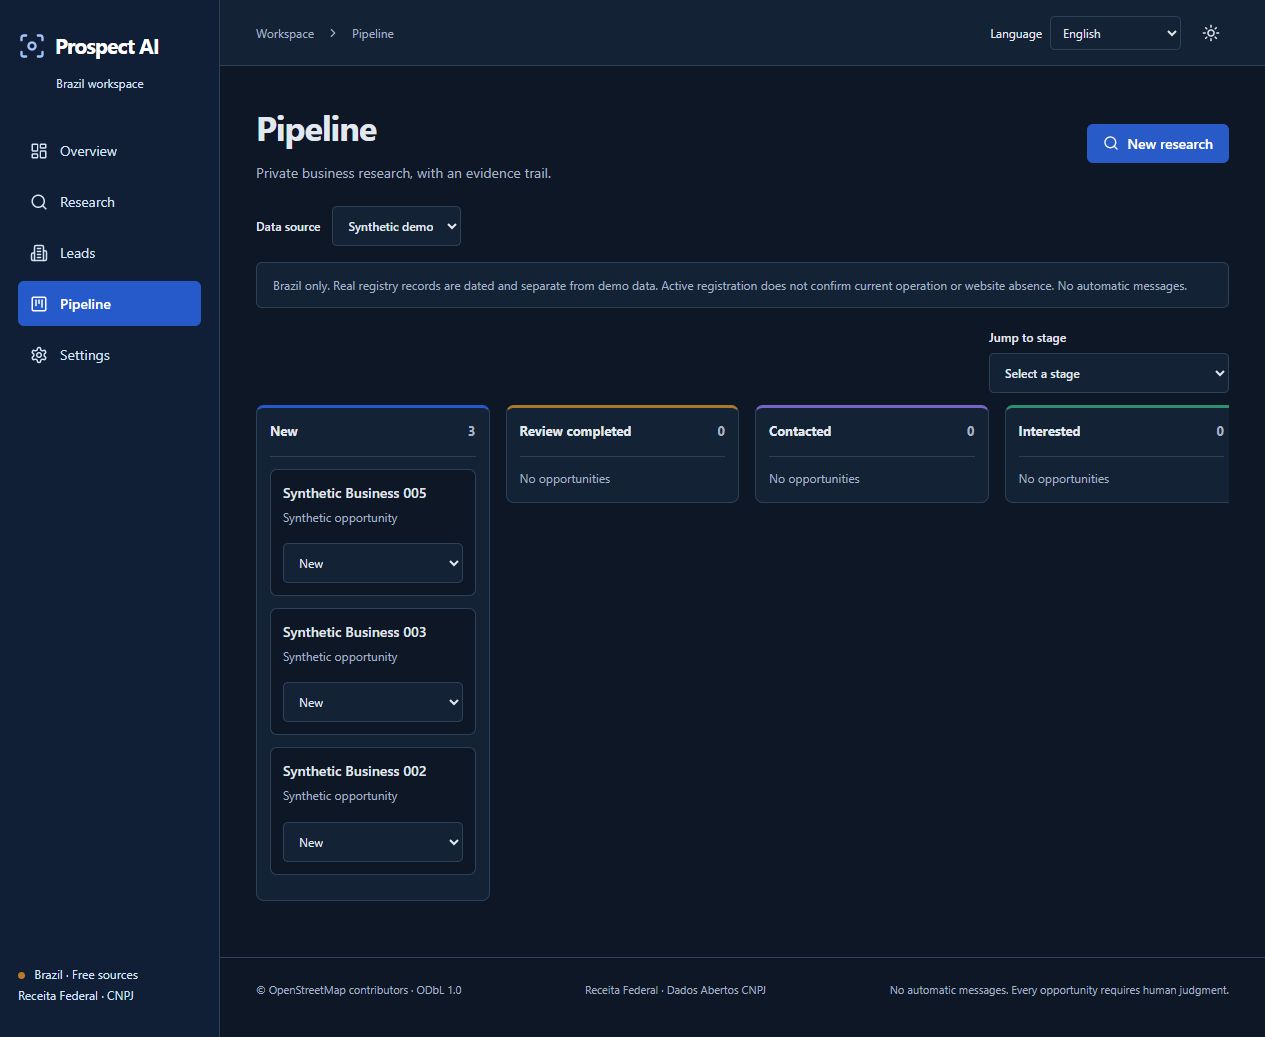 Prospect AI
Brazil workspace
Overview
Research
Leads
Pipeline
Settings
Brazil · Free sources
Receita Federal · CNPJ
Workspace
Pipeline
Language
English
Pipeline
Private business research, with an evidence trail.
New research
Data source
Synthetic demo
Brazil only. Real registry records are dated and separate from demo data. Active registration does not confirm current operation or website absence. No automatic messages.
Jump to stage
Select a stage
New 3
Synthetic Business 005
Synthetic opportunity
New
Synthetic Business 003
Synthetic opportunity
New
Synthetic Business 002
Synthetic opportunity
New
Review completed 0
No opportunities
Contacted 0
No opportunities
Interested 0
No opportunities
© OpenStreetMap contributors · ODbL 1.0
Receita Federal · Dados Abertos CNPJ
No automatic messages. Every opportunity requires human judgment.